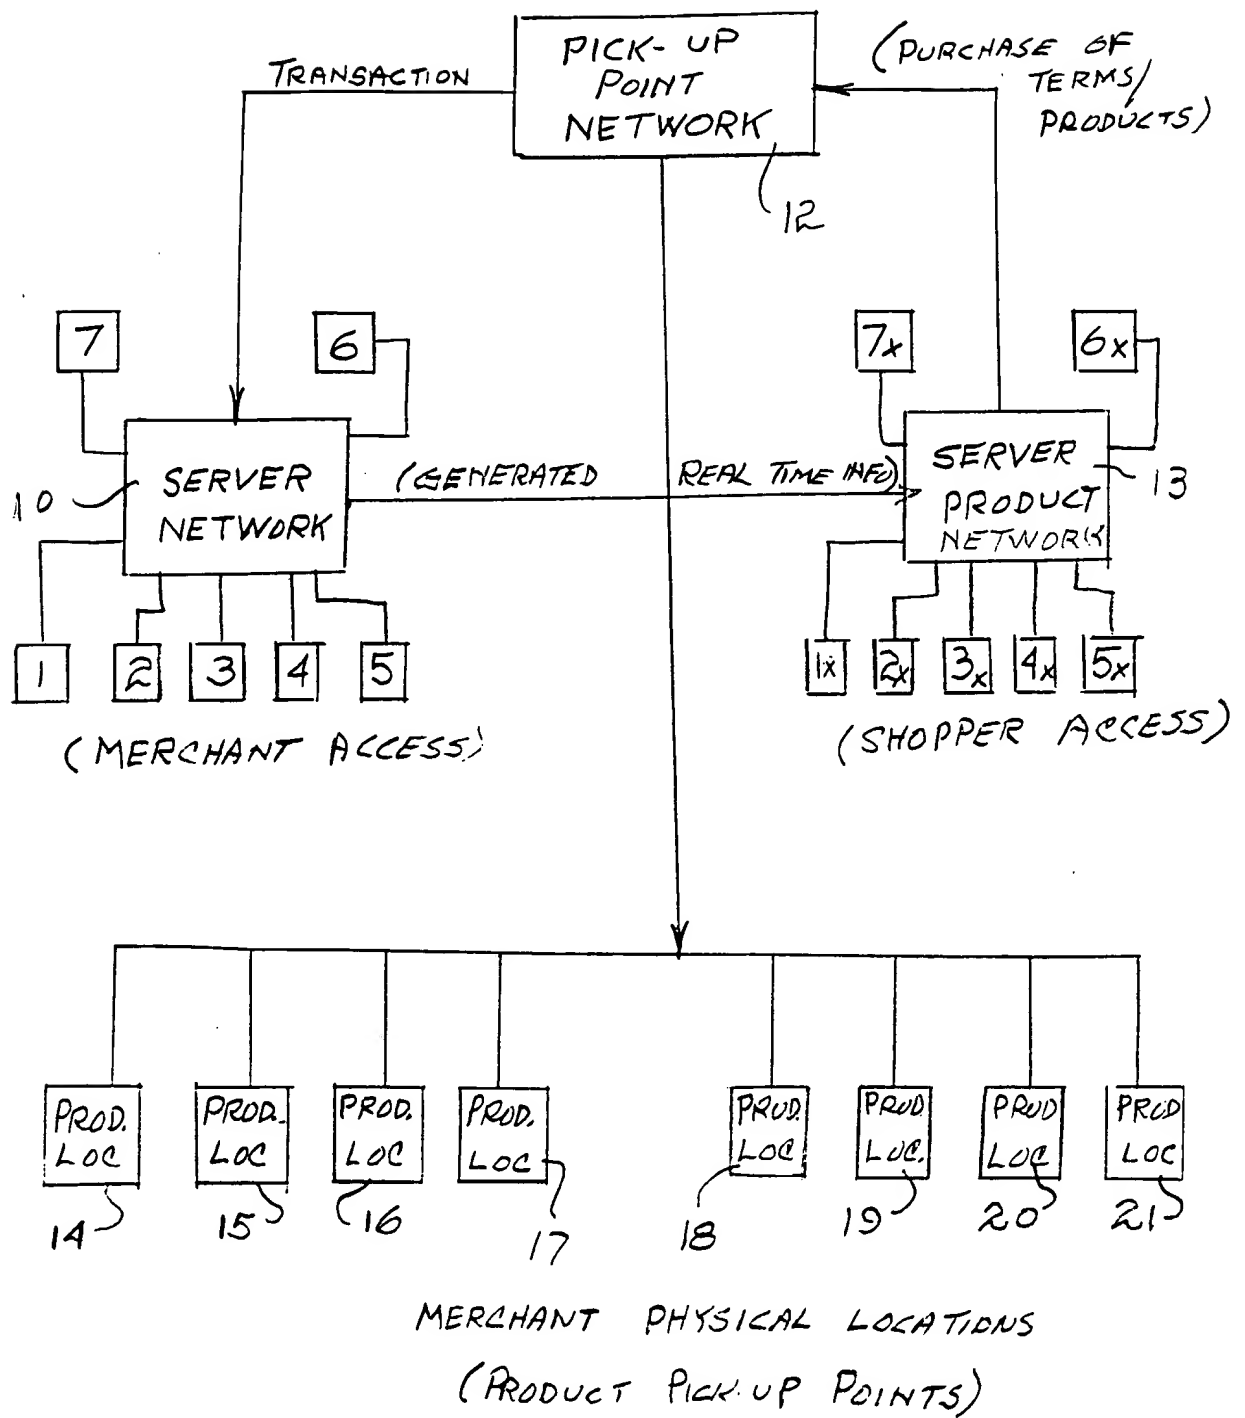 PICK-UP
POINT
NETWORK
TRANSACTION
(PURCHASE OF
TERMS/
PRODUCTS)
12
7
6
7x
6x
SERVER
NETWORK
10
(GENERATED REAL TIME INFO)
SERVER
PRODUCT
NETWORK
13
1
2
3
4
5
1x
2x
3x
4x
5x
(MERCHANT ACCESS)
(SHOPPER ACCESS)
PROD.
LOC
PROD.
LOC
PROD.
LOC
PROD.
LOC
PROD.
LOC
PROD
LOC.
PROD
LOC
PROD
LOC
14
15
16
17
18
19
20
21
MERCHANT PHYSICAL LOCATIONS
(PRODUCT PICK-UP POINTS)